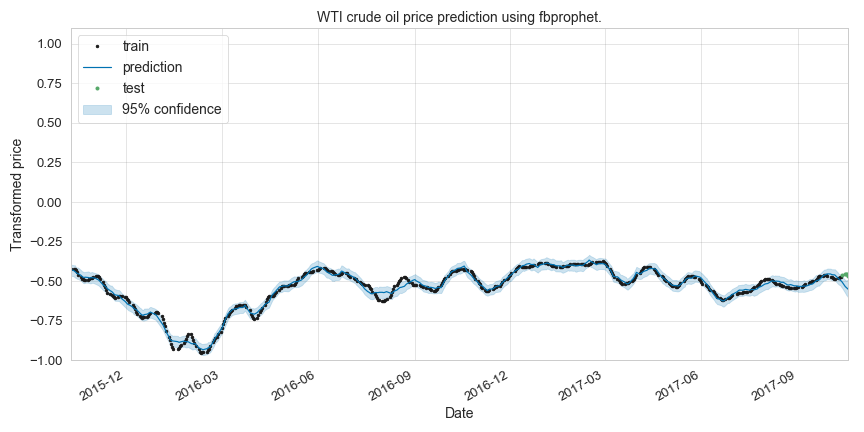 WTI crude oil price prediction using fbprophet.
train
prediction
test
95% confidence
Transformed price
1.00
0.75
0.50
0.25
0.00
−0.25
−0.50
−0.75
−1.00
2015-12
2016-03
2016-06
2016-09
2016-12
2017-03
2017-06
2017-09
Date